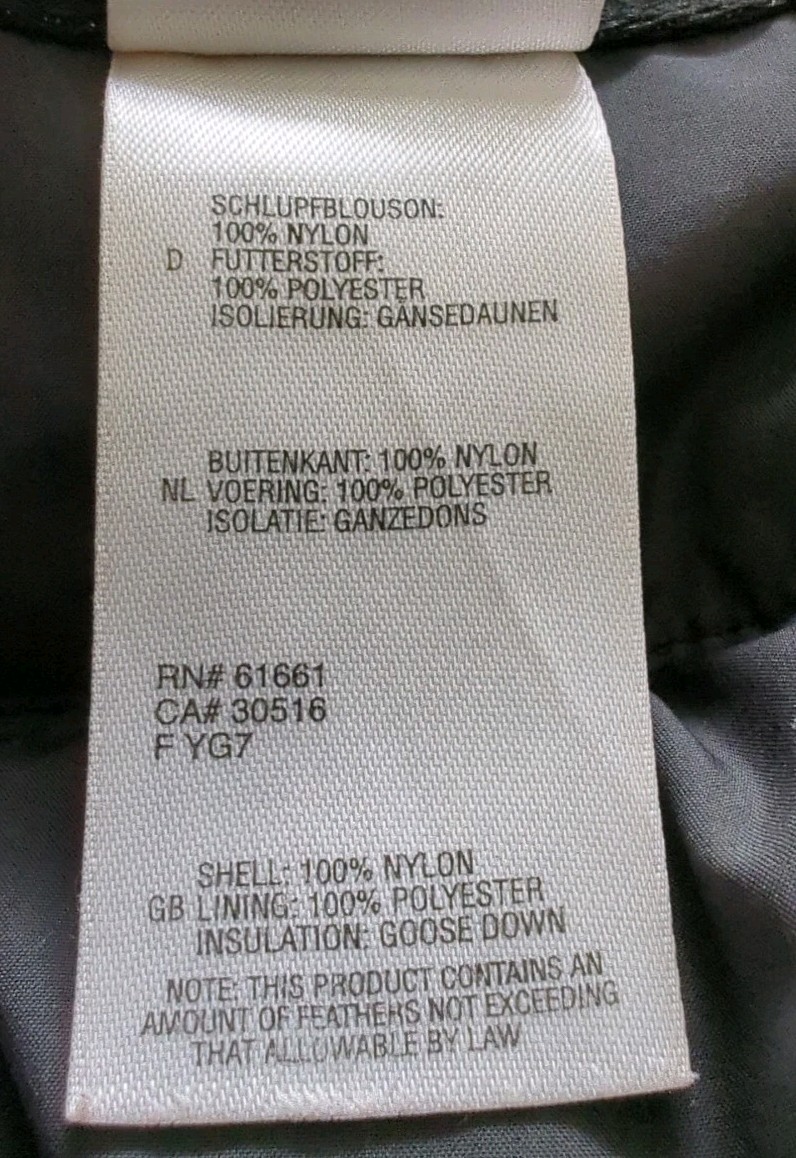 SCHLUPFBLOUSON:
100% NYLON
D FUTTERSTOFF:
100% POLYESTER
ISOLIERUNG: GÄNSEDAUNEN
BUITENKANT: 100% NYLON
NL VOERING: 100% POLYESTER
ISOLATIE: GANZEDONS
RN# 61661
CA# 30516
F YG7
SHELL: 100% NYLON
GB LINING: 100% POLYESTER
INSULATION: GOOSE DOWN
NOTE: THIS PRODUCT CONTAINS AN
AMOUNT OF FEATHERS NOT EXCEEDING
THAT ALLOWABLE BY LAW